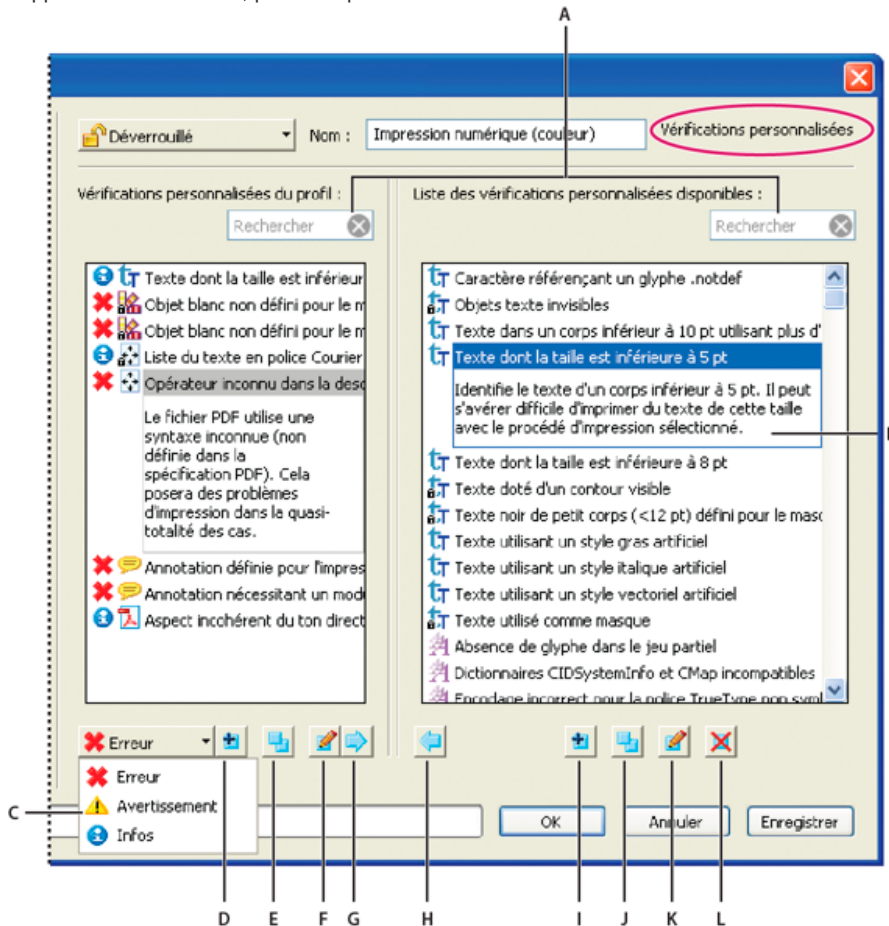 A
Déverrouillé
Nom :
Impression numérique (couleur)
Vérifications personnalisées
Vérifications personnalisées du profil :
Liste des vérifications personnalisées disponibles :
Rechercher
Rechercher
Texte dont la taille est inférieur
Objet blanc non défini pour le m
Objet blanc non défini pour le m
Liste du texte en police Courier
Opérateur inconnu dans la desc
Le fichier PDF utilise une
syntaxe inconnue (non
définie dans la
spécification PDF). Cela
posera des problèmes
d'impression dans la quasi-
totalité des cas.
Annotation définie pour l'impres
Annotation nécessitant un mod
Aspect incohérent du ton direct
Caractère référençant un glyphe .notdef
Objets texte invisibles
Texte dans un corps inférieur à 10 pt utilisant plus d'
Texte dont la taille est inférieure à 5 pt
Identifie le texte d'un corps inférieur à 5 pt. Il peut
s'avérer difficile d'imprimer du texte de cette taille
avec le procédé d'impression sélectionné.
Texte dont la taille est inférieure à 8 pt
Texte doté d'un contour visible
Texte noir de petit corps (<12 pt) défini pour le masq
Texte utilisant un style gras artificiel
Texte utilisant un style italique artificiel
Texte utilisant un style vectoriel artificiel
Texte utilisé comme masque
Absence de glyphe dans le jeu partiel
Dictionnaires CIDSystemInfo et CMap incompatibles
Encodage incorrect pour la police TrueType non symb
Erreur
Erreur
Avertissement
Infos
C
OK
Annuler
Enregistrer
D
E
F
G
H
I
J
K
L